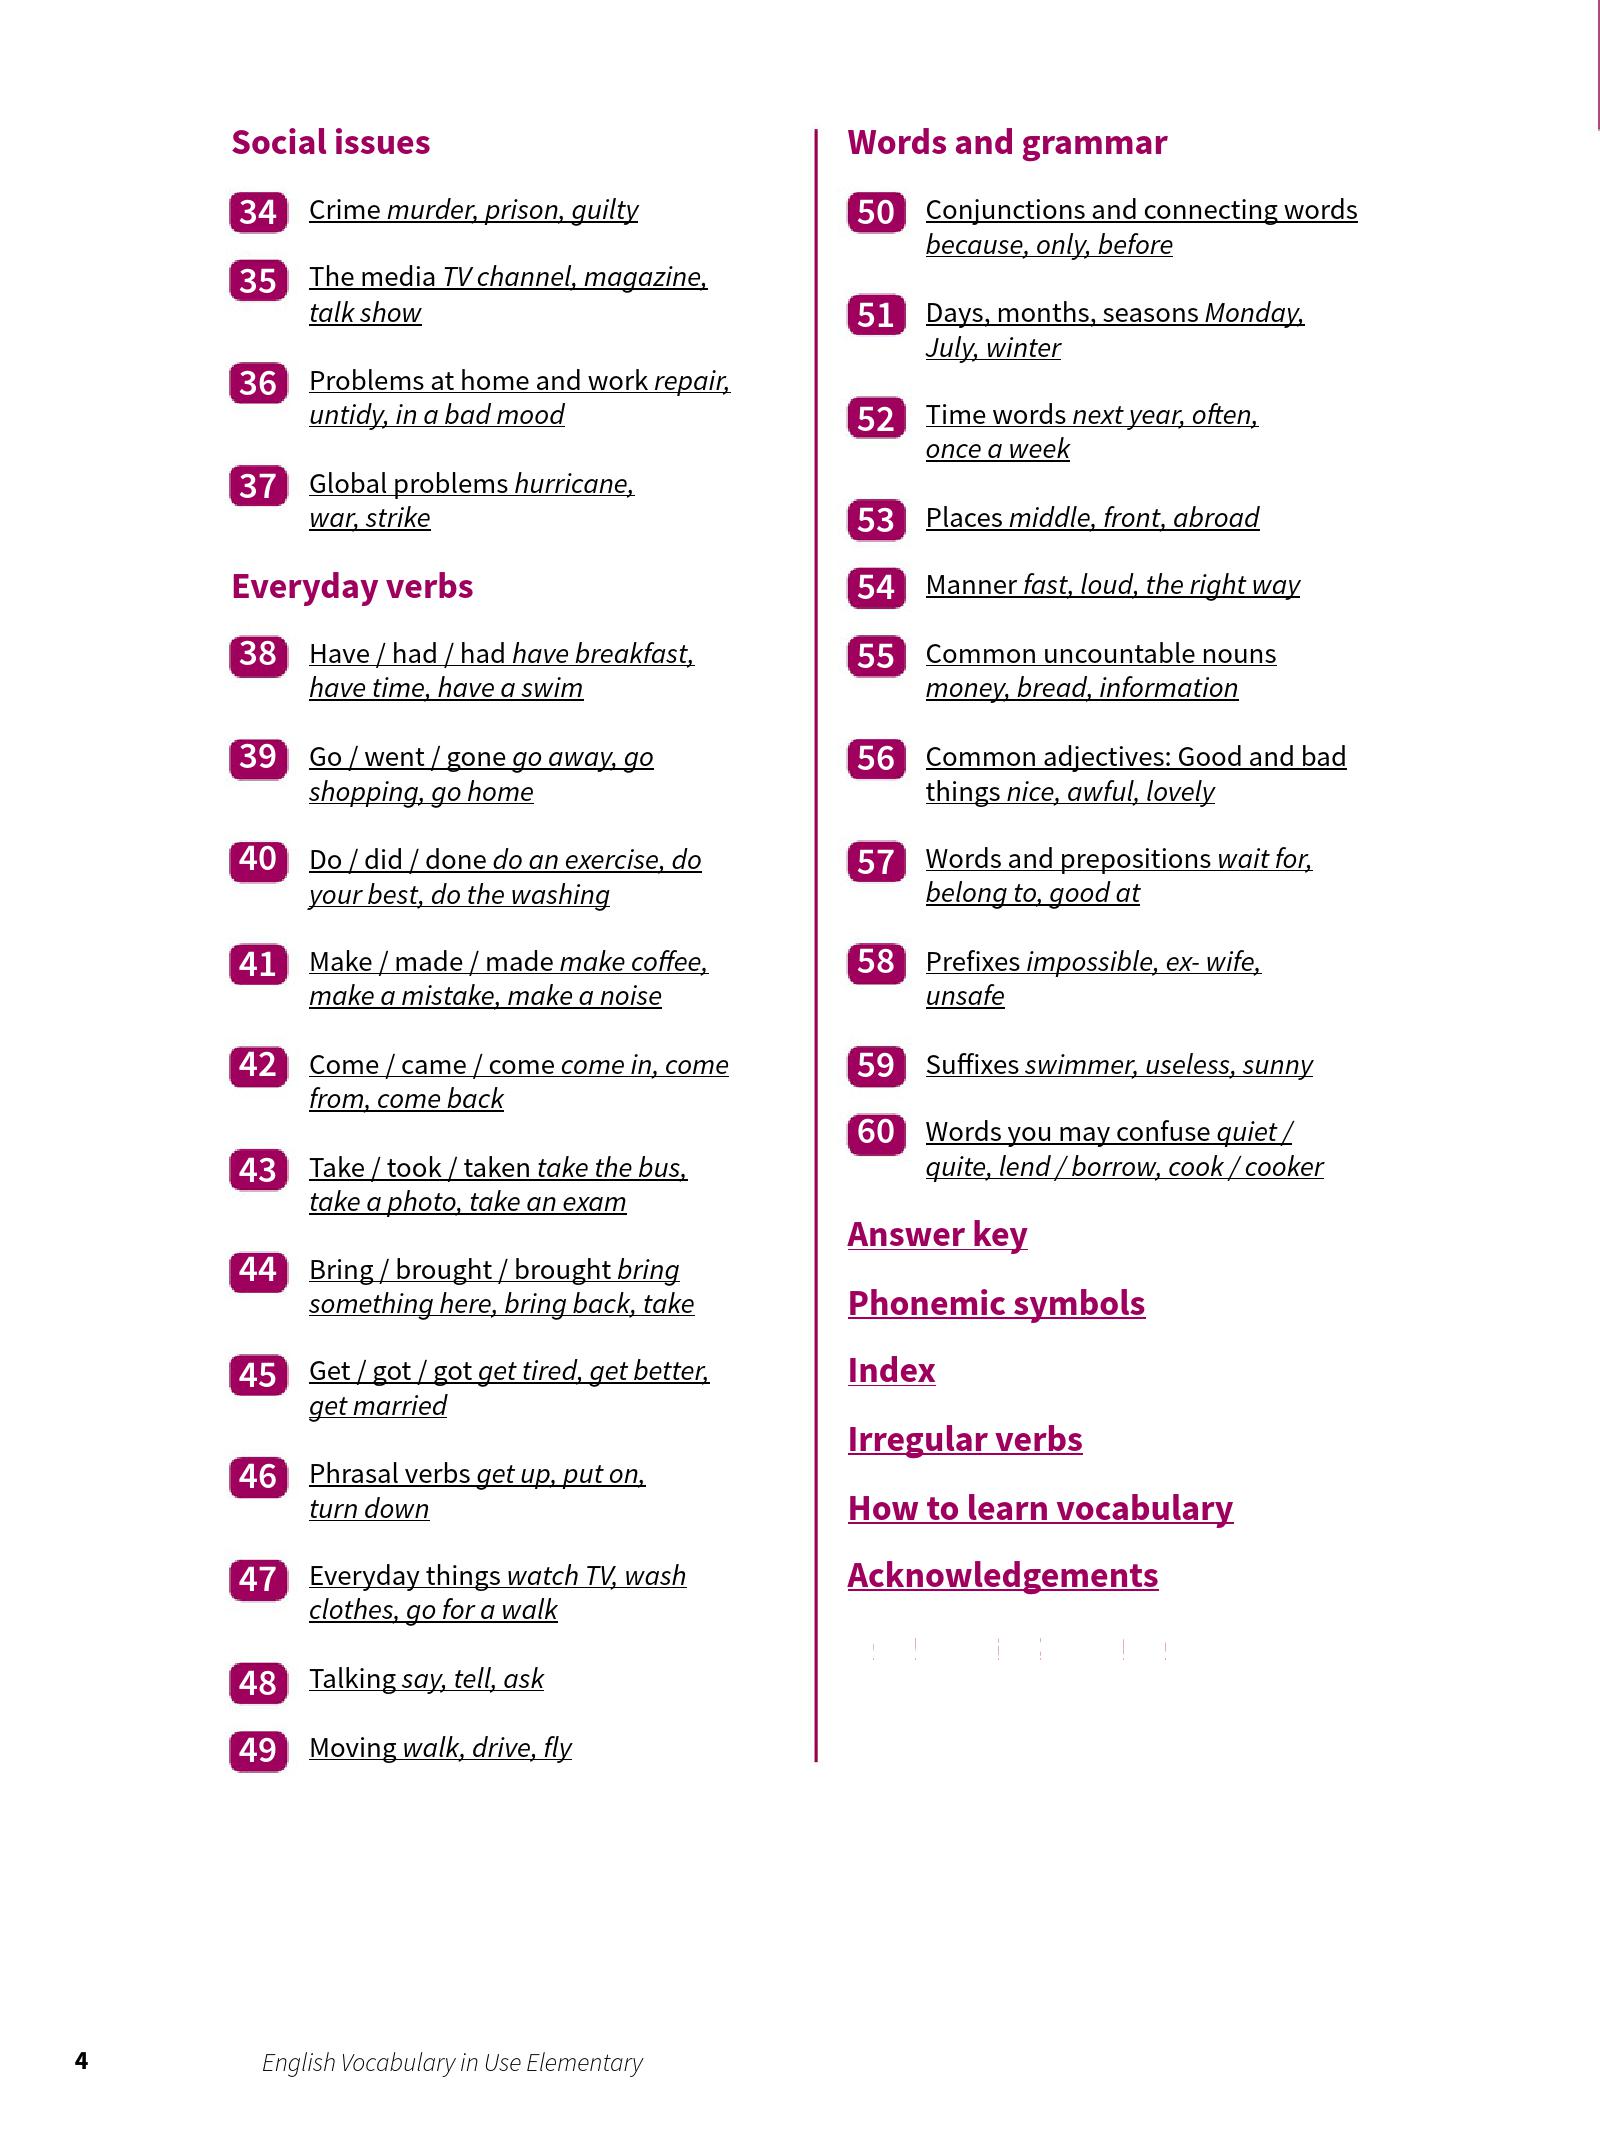 Social issues
34 Crime murder, prison, guilty
35 The media TV channel, magazine,
talk show
36 Problems at home and work repair,
untidy, in a bad mood
37 Global problems hurricane,
war, strike
Everyday verbs
38 Have / had / had have breakfast,
have time, have a swim
39 Go / went / gone go away, go
shopping, go home
40 Do / did / done do an exercise, do
your best, do the washing
41 Make / made / made make coffee,
make a mistake, make a noise
42 Come / came / come come in, come
from, come back
43 Take / took / taken take the bus,
take a photo, take an exam
44 Bring / brought / brought bring
something here, bring back, take
45 Get / got / got get tired, get better,
get married
46 Phrasal verbs get up, put on,
turn down
47 Everyday things watch TV, wash
clothes, go for a walk
48 Talking say, tell, ask
49 Moving walk, drive, fly
Words and grammar
50 Conjunctions and connecting words
because, only, before
51 Days, months, seasons Monday,
July, winter
52 Time words next year, often,
once a week
53 Places middle, front, abroad
54 Manner fast, loud, the right way
55 Common uncountable nouns
money, bread, information
56 Common adjectives: Good and bad
things nice, awful, lovely
57 Words and prepositions wait for,
belong to, good at
58 Prefixes impossible, ex- wife,
unsafe
59 Suffixes swimmer, useless, sunny
60 Words you may confuse quiet /
quite, lend / borrow, cook / cooker
Answer key
Phonemic symbols
Index
Irregular verbs
How to learn vocabulary
Acknowledgements
4 English Vocabulary in Use Elementary